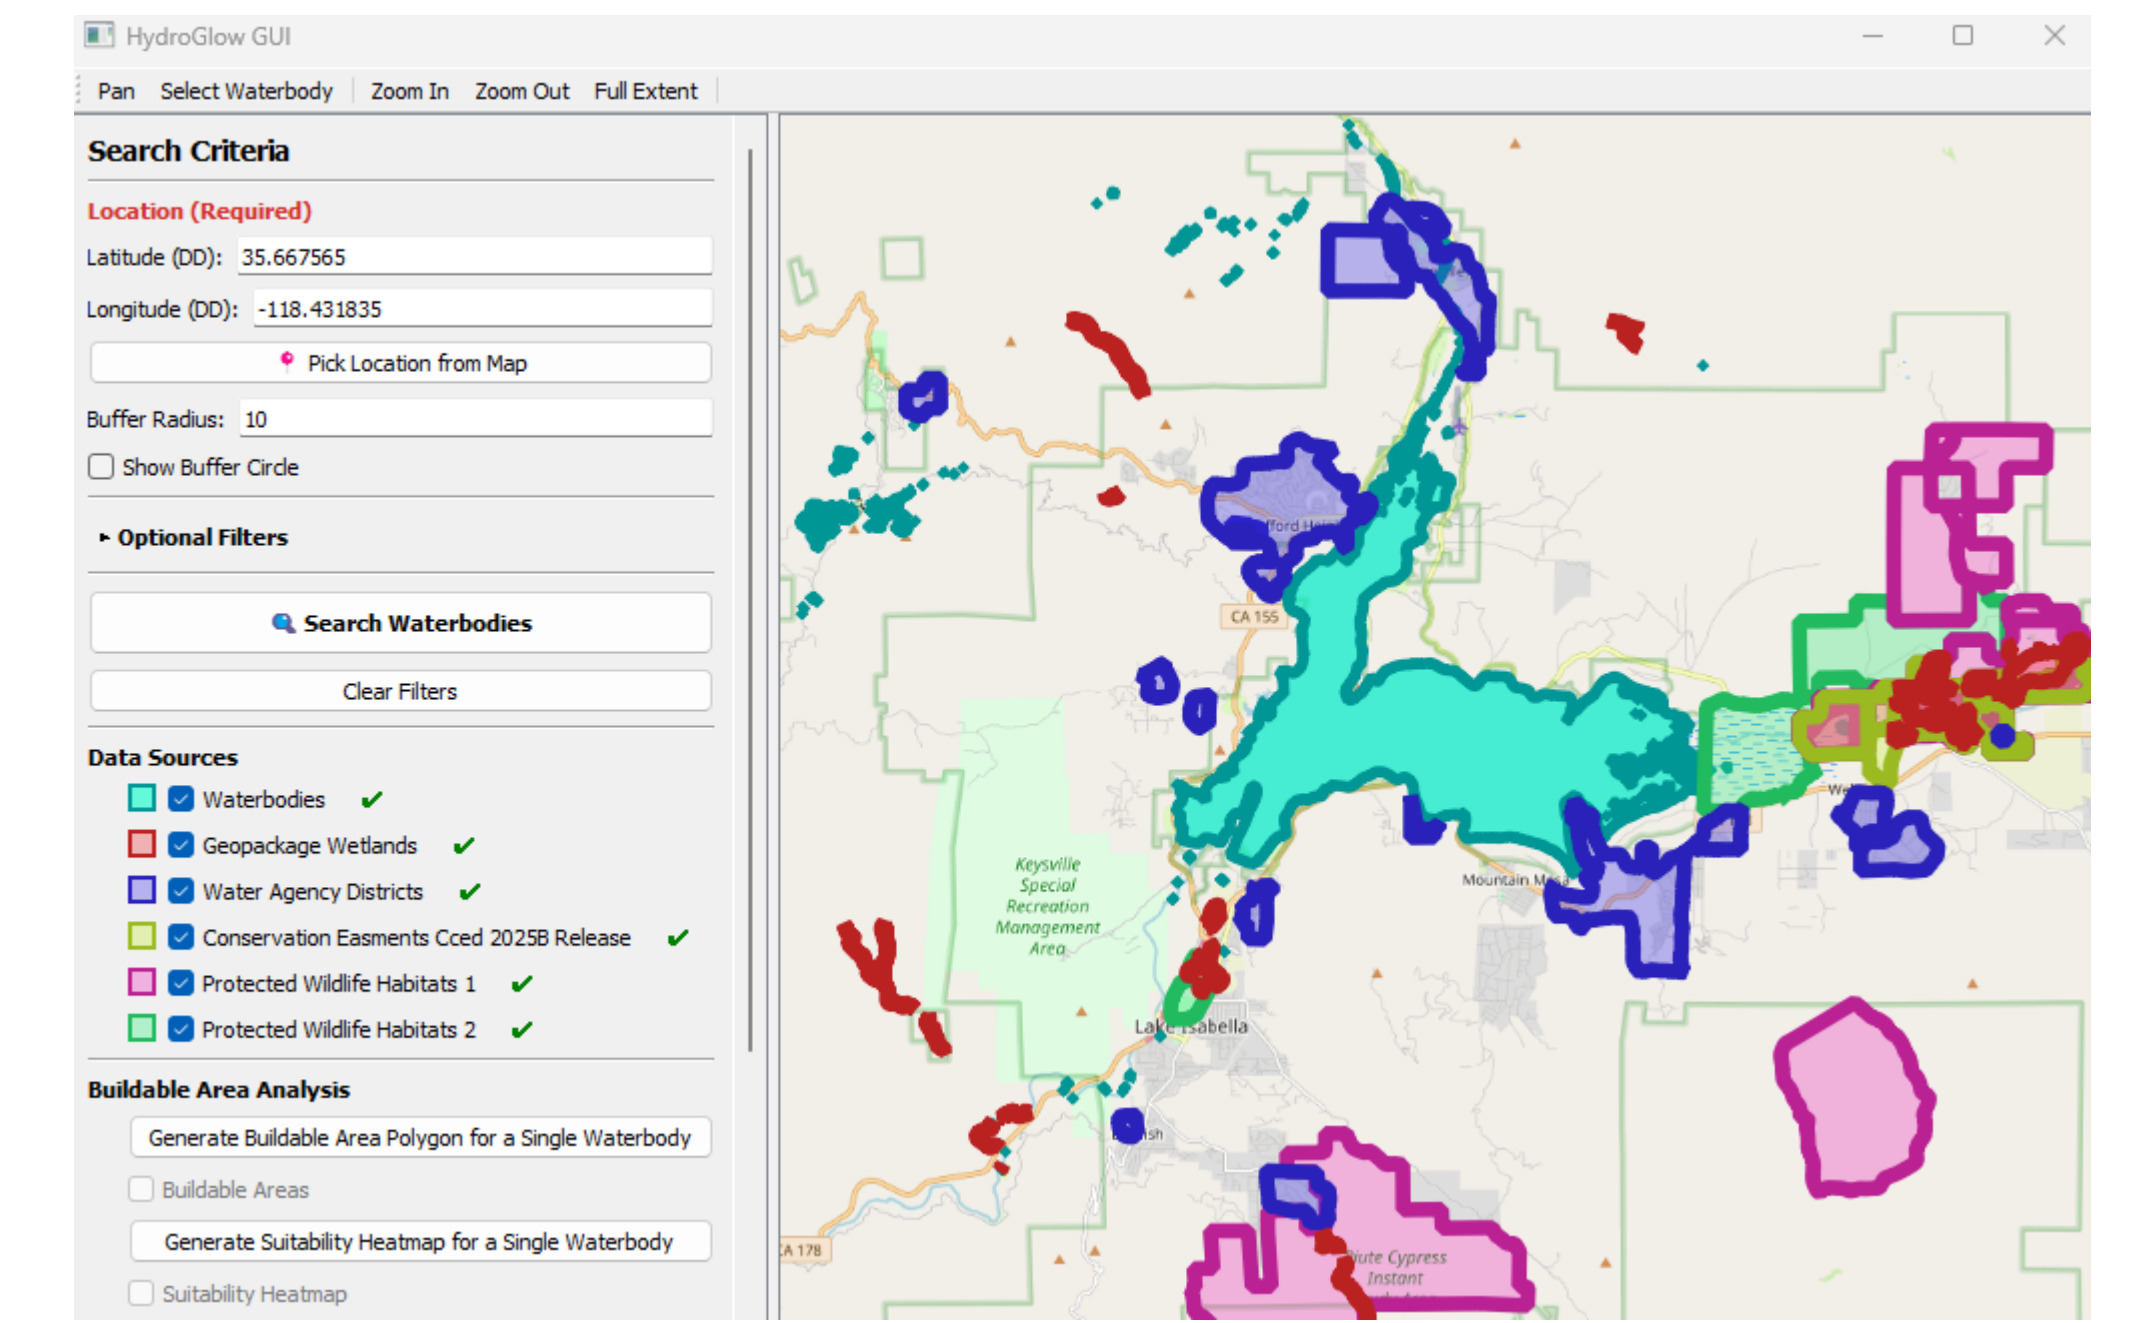 HydroGlow GUI
Pan Select Waterbody Zoom In Zoom Out Full Extent
Search Criteria
Location (Required)
Latitude (DD): 35.667565
Longitude (DD): -118.431835
Pick Location from Map
Buffer Radius: 10
Show Buffer Circle
Optional Filters
Search Waterbodies
Clear Filters
Data Sources
Waterbodies
Geopackage Wetlands
Water Agency Districts
Conservation Easments Cced 2025B Release
Protected Wildlife Habitats 1
Protected Wildlife Habitats 2
Buildable Area Analysis
Generate Buildable Area Polygon for a Single Waterbody
Buildable Areas
Generate Suitability Heatmap for a Single Waterbody
Suitability Heatmap
CA 155
Mountain
Keysville
Special
Recreation
Management
Area
Lake Isabella
CA 178
Piute Cypress
Instant